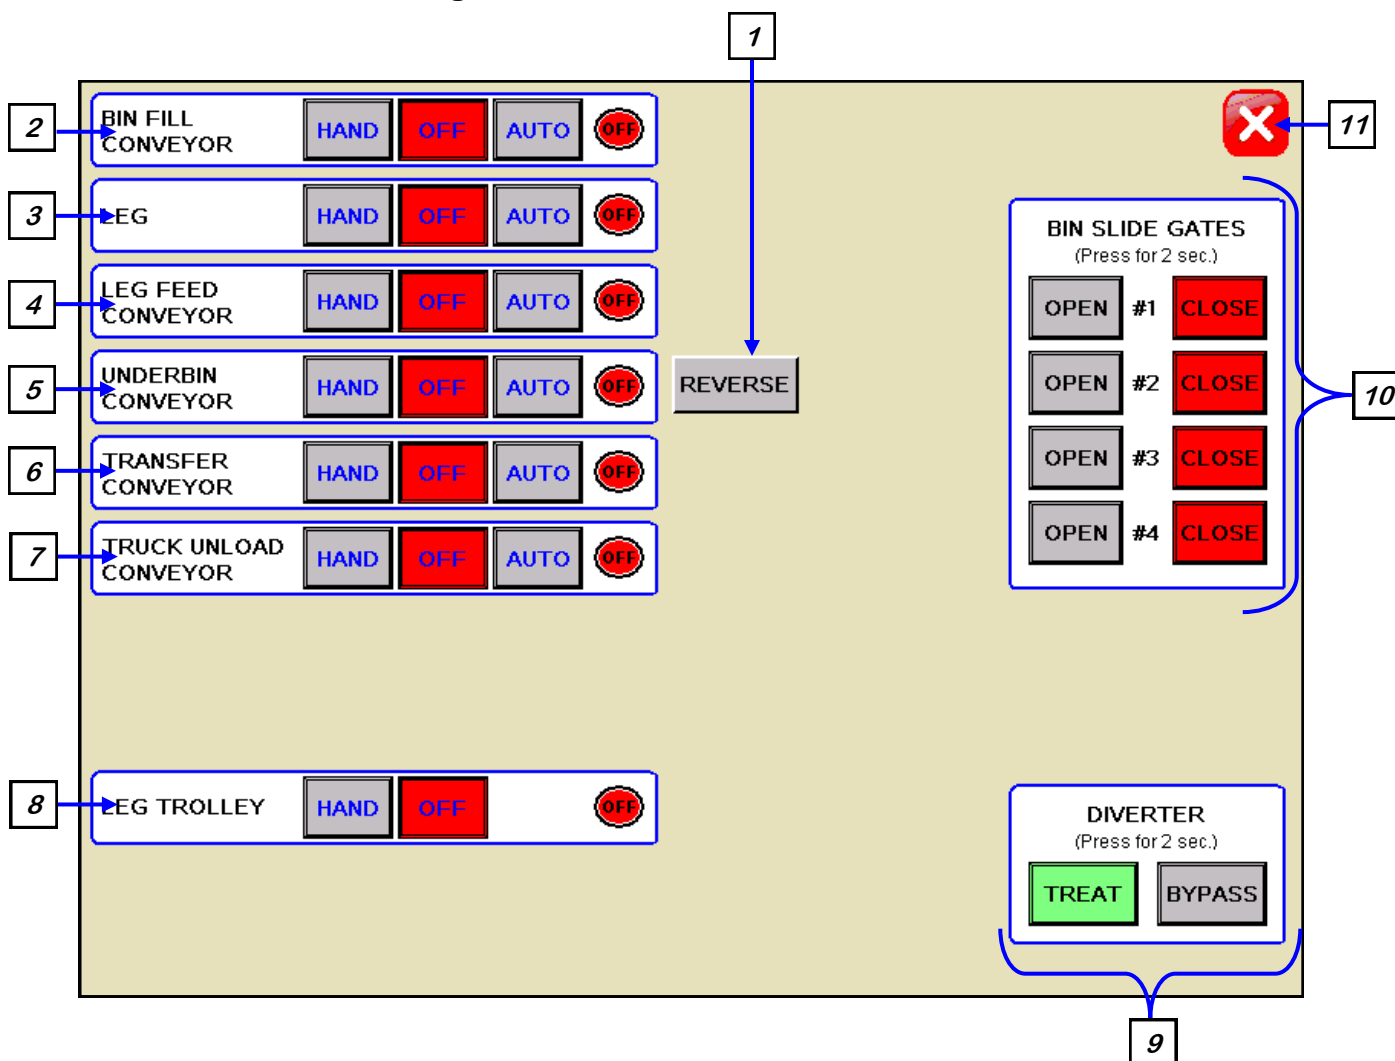 1
2
BIN FILL
CONVEYOR
HAND OFF AUTO OFF
11
3
LEG
HAND OFF AUTO OFF
4
LEG FEED
CONVEYOR
HAND OFF AUTO OFF
5
UNDERBIN
CONVEYOR
HAND OFF AUTO OFF
REVERSE
6
TRANSFER
CONVEYOR
HAND OFF AUTO OFF
7
TRUCK UNLOAD
CONVEYOR
HAND OFF AUTO OFF
8
LEG TROLLEY
HAND OFF OFF
BIN SLIDE GATES
(Press for 2 sec.)
OPEN #1 CLOSE
OPEN #2 CLOSE
OPEN #3 CLOSE
OPEN #4 CLOSE
10
DIVERTER
(Press for 2 sec.)
TREAT BYPASS
9